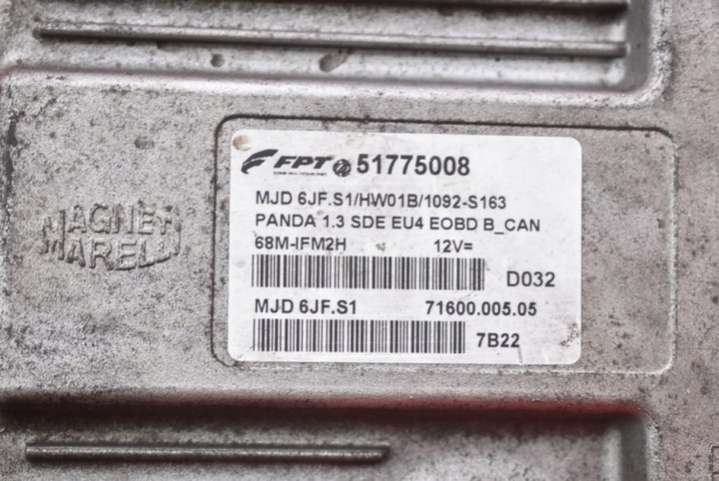 MAGNETI
MARELLI
FPT 51775008
MJD 6JF.S1/HW01B/1092-S163
PANDA 1.3 SDE EU4 EOBD B_CAN
68M-IFM2H 12V=
D032
MJD 6JF.S1 71600.005.05
7B22